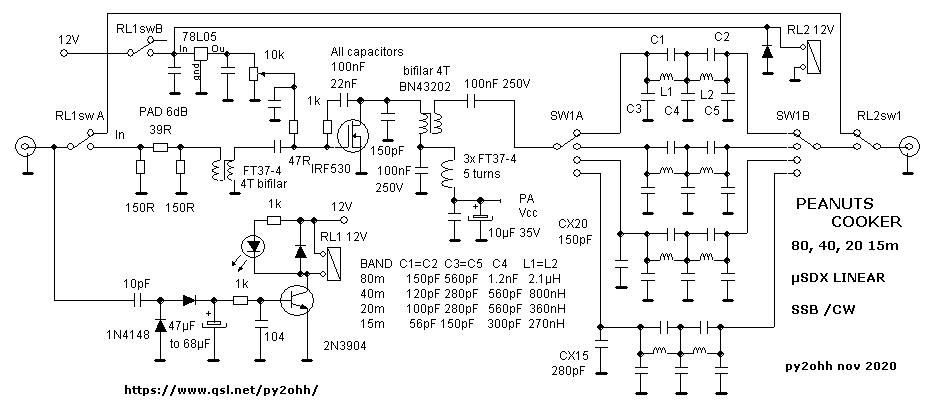 RL1swB
78L05
12V
In
Ou
gnd
10k
All capacitors
100nF
22nF
bifilar 4T
BN43202
100nF 250V
C1
C2
RL2 12V
L1
L2
C3
C4
C5
RL1sw A
PAD 6dB
39R
In
1k
150pF
SW1A
SW1B
RL2sw1
47R
IRF530
FT37-4
4T bifilar
100nF
250V
3x FT37-4
5 turns
150R
150R
PA
Vcc
+
10µF 35V
1k
12V
RL1 12V
CX20
150pF
PEANUTS
COOKER
80, 40, 20 15m
µSDX LINEAR
SSB /CW
BAND C1=C2 C3=C5 C4 L1=L2
80m 150pF 560pF 1.2nF 2.1µH
40m 120pF 280pF 560pF 800nH
20m 100pF 280pF 560pF 360nH
15m 56pF 150pF 300pF 270nH
10pF
1k
1N4148
47µF
to 68µF
+
104
2N3904
CX15
280pF
py2ohh nov 2020
https://www.qsl.net/py2ohh/